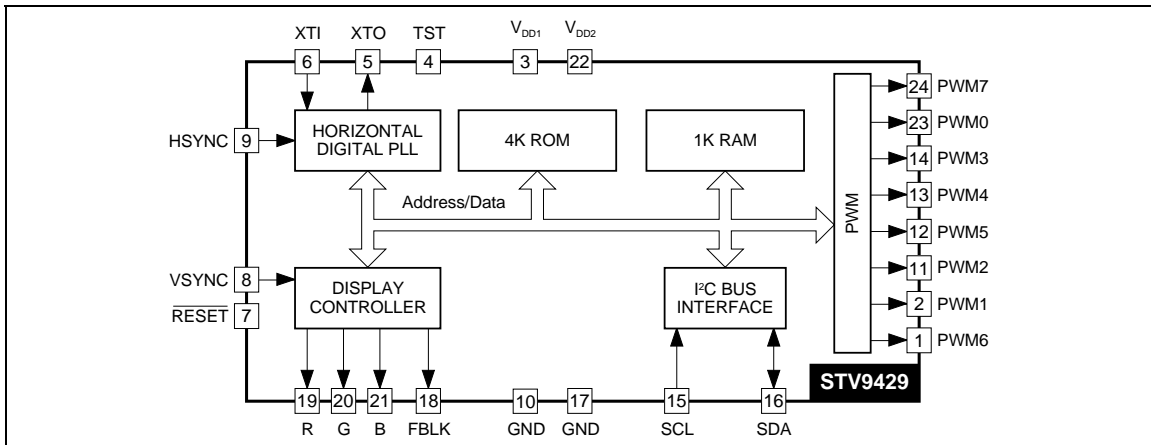 XTI XTO TST VDD1 VDD2
6 5 4 3 22
24 PWM7
HSYNC 9 HORIZONTAL DIGITAL PLL
4K ROM
1K RAM
23 PWM0
14 PWM3
Address/Data
13 PWM4
PWM
12 PWM5
VSYNC 8 DISPLAY CONTROLLER
I²C BUS INTERFACE
11 PWM2
RESET 7
2 PWM1
1 PWM6
STV9429
19 20 21 18 10 17 15 16
R G B FBLK GND GND SCL SDA